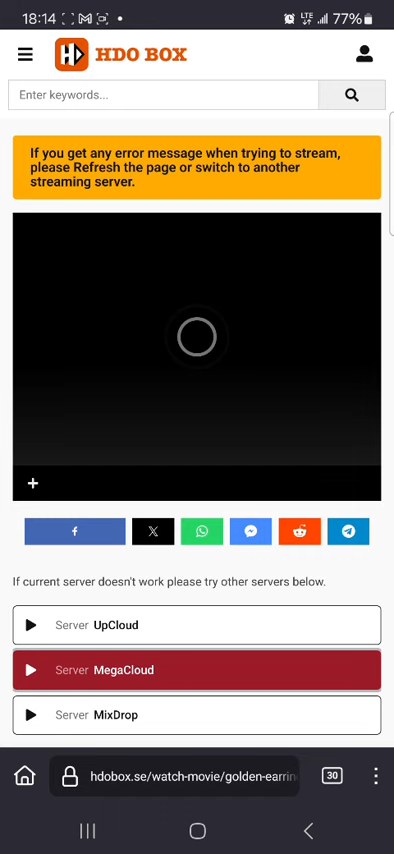 18:14
LTE
77%
HDO BOX
Enter keywords...
If you get any error message when trying to stream,
please Refresh the page or switch to another
streaming server.
If current server doesn't work please try other servers below.
Server UpCloud
Server MegaCloud
Server MixDrop
hdobox.se/watch-movie/golden-earrin
30